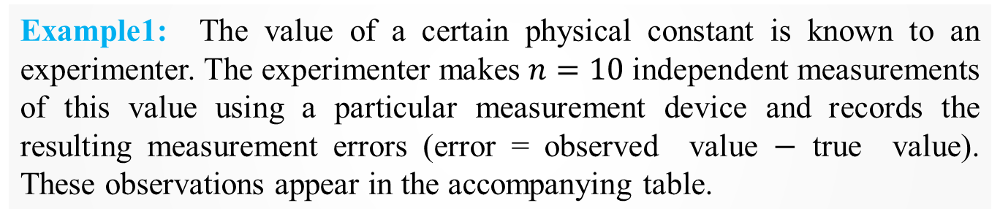 Example1: The value of a certain physical constant is known to an
experimenter. The experimenter makes n = 10 independent measurements
of this value using a particular measurement device and records the
resulting measurement errors (error = observed value − true value).
These observations appear in the accompanying table.